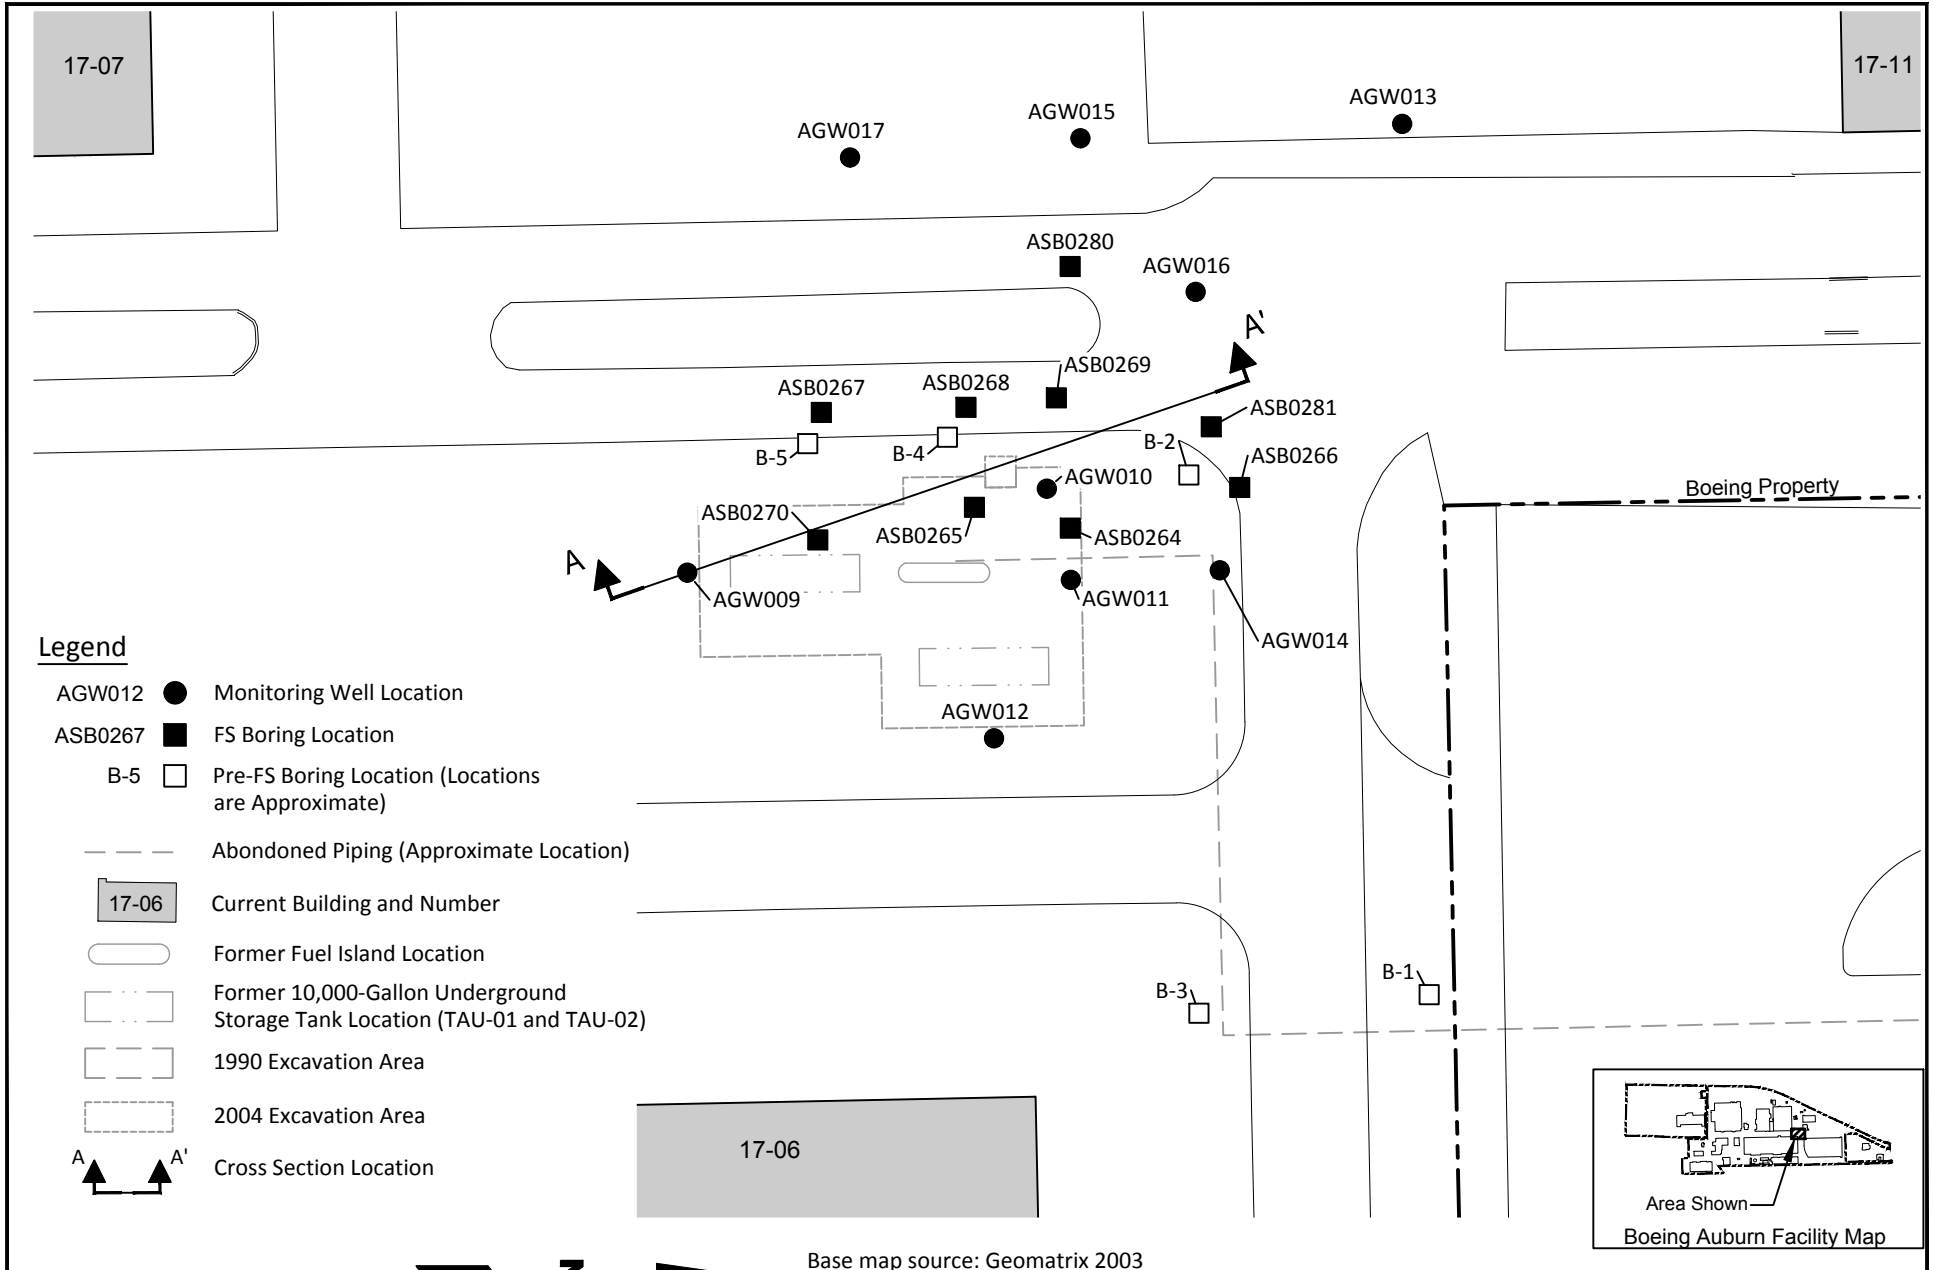 17-07
17-11
AGW013
AGW015
AGW017
ASB0280
AGW016
A'
ASB0269
ASB0268
ASB0267
ASB0281
B-2
B-4
B-5
ASB0266
AGW010
Boeing Property
ASB0270
ASB0265
ASB0264
A
AGW009
AGW011
AGW014
AGW012
Legend
AGW012 Monitoring Well Location
ASB0267 FS Boring Location
B-5 Pre-FS Boring Location (Locations
are Approximate)
Abondoned Piping (Approximate Location)
17-06 Current Building and Number
Former Fuel Island Location
Former 10,000-Gallon Underground
Storage Tank Location (TAU-01 and TAU-02)
1990 Excavation Area
2004 Excavation Area
A A' Cross Section Location
B-3
B-1
17-06
Area Shown
Boeing Auburn Facility Map
Base map source: Geomatrix 2003